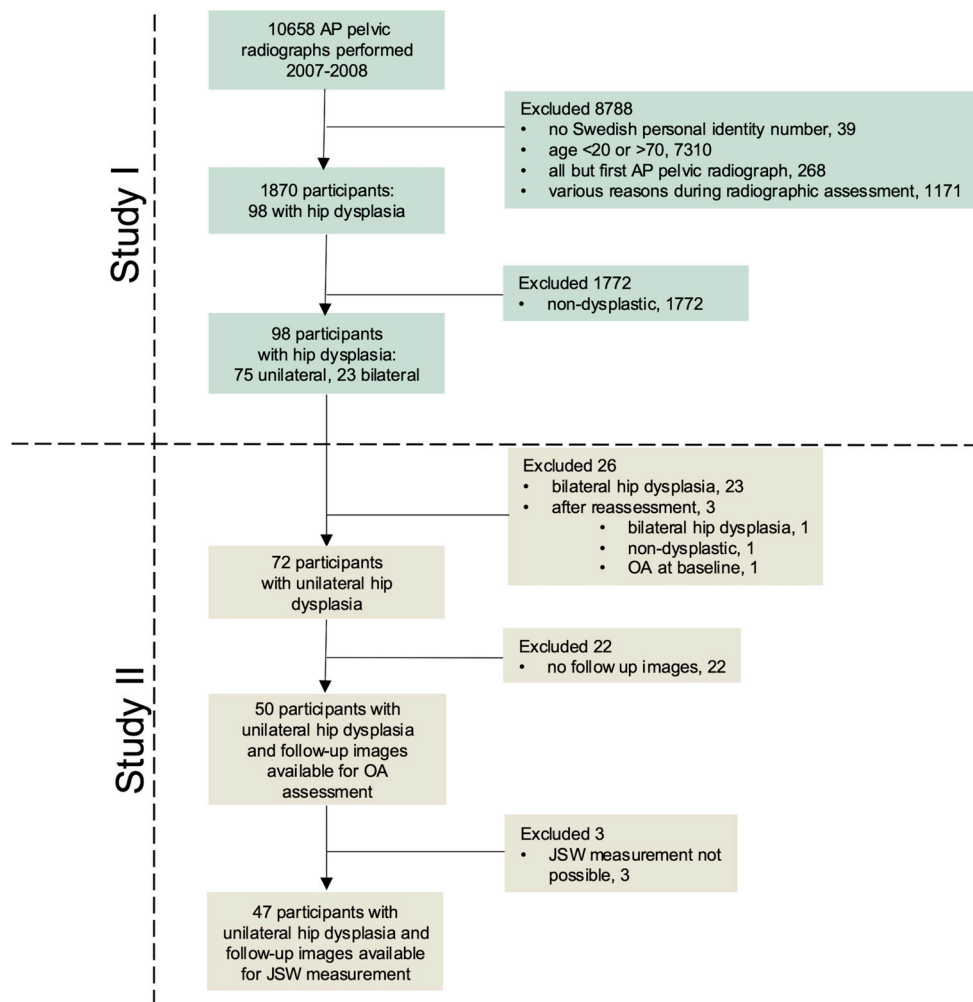 Study I
10658 AP pelvic
radiographs performed
2007-2008
Excluded 8788
• no Swedish personal identity number, 39
• age <20 or >70, 7310
• all but first AP pelvic radiograph, 268
• various reasons during radiographic assessment, 1171
1870 participants:
98 with hip dysplasia
Excluded 1772
• non-dysplastic, 1772
98 participants
with hip dysplasia:
75 unilateral, 23 bilateral
Study II
Excluded 26
• bilateral hip dysplasia, 23
• after reassessment, 3
• bilateral hip dysplasia, 1
• non-dysplastic, 1
• OA at baseline, 1
72 participants
with unilateral hip
dysplasia
Excluded 22
• no follow up images, 22
50 participants with
unilateral hip dysplasia
and follow-up images
available for OA
assessment
Excluded 3
• JSW measurement not
possible, 3
47 participants with
unilateral hip dysplasia and
follow-up images available
for JSW measurement